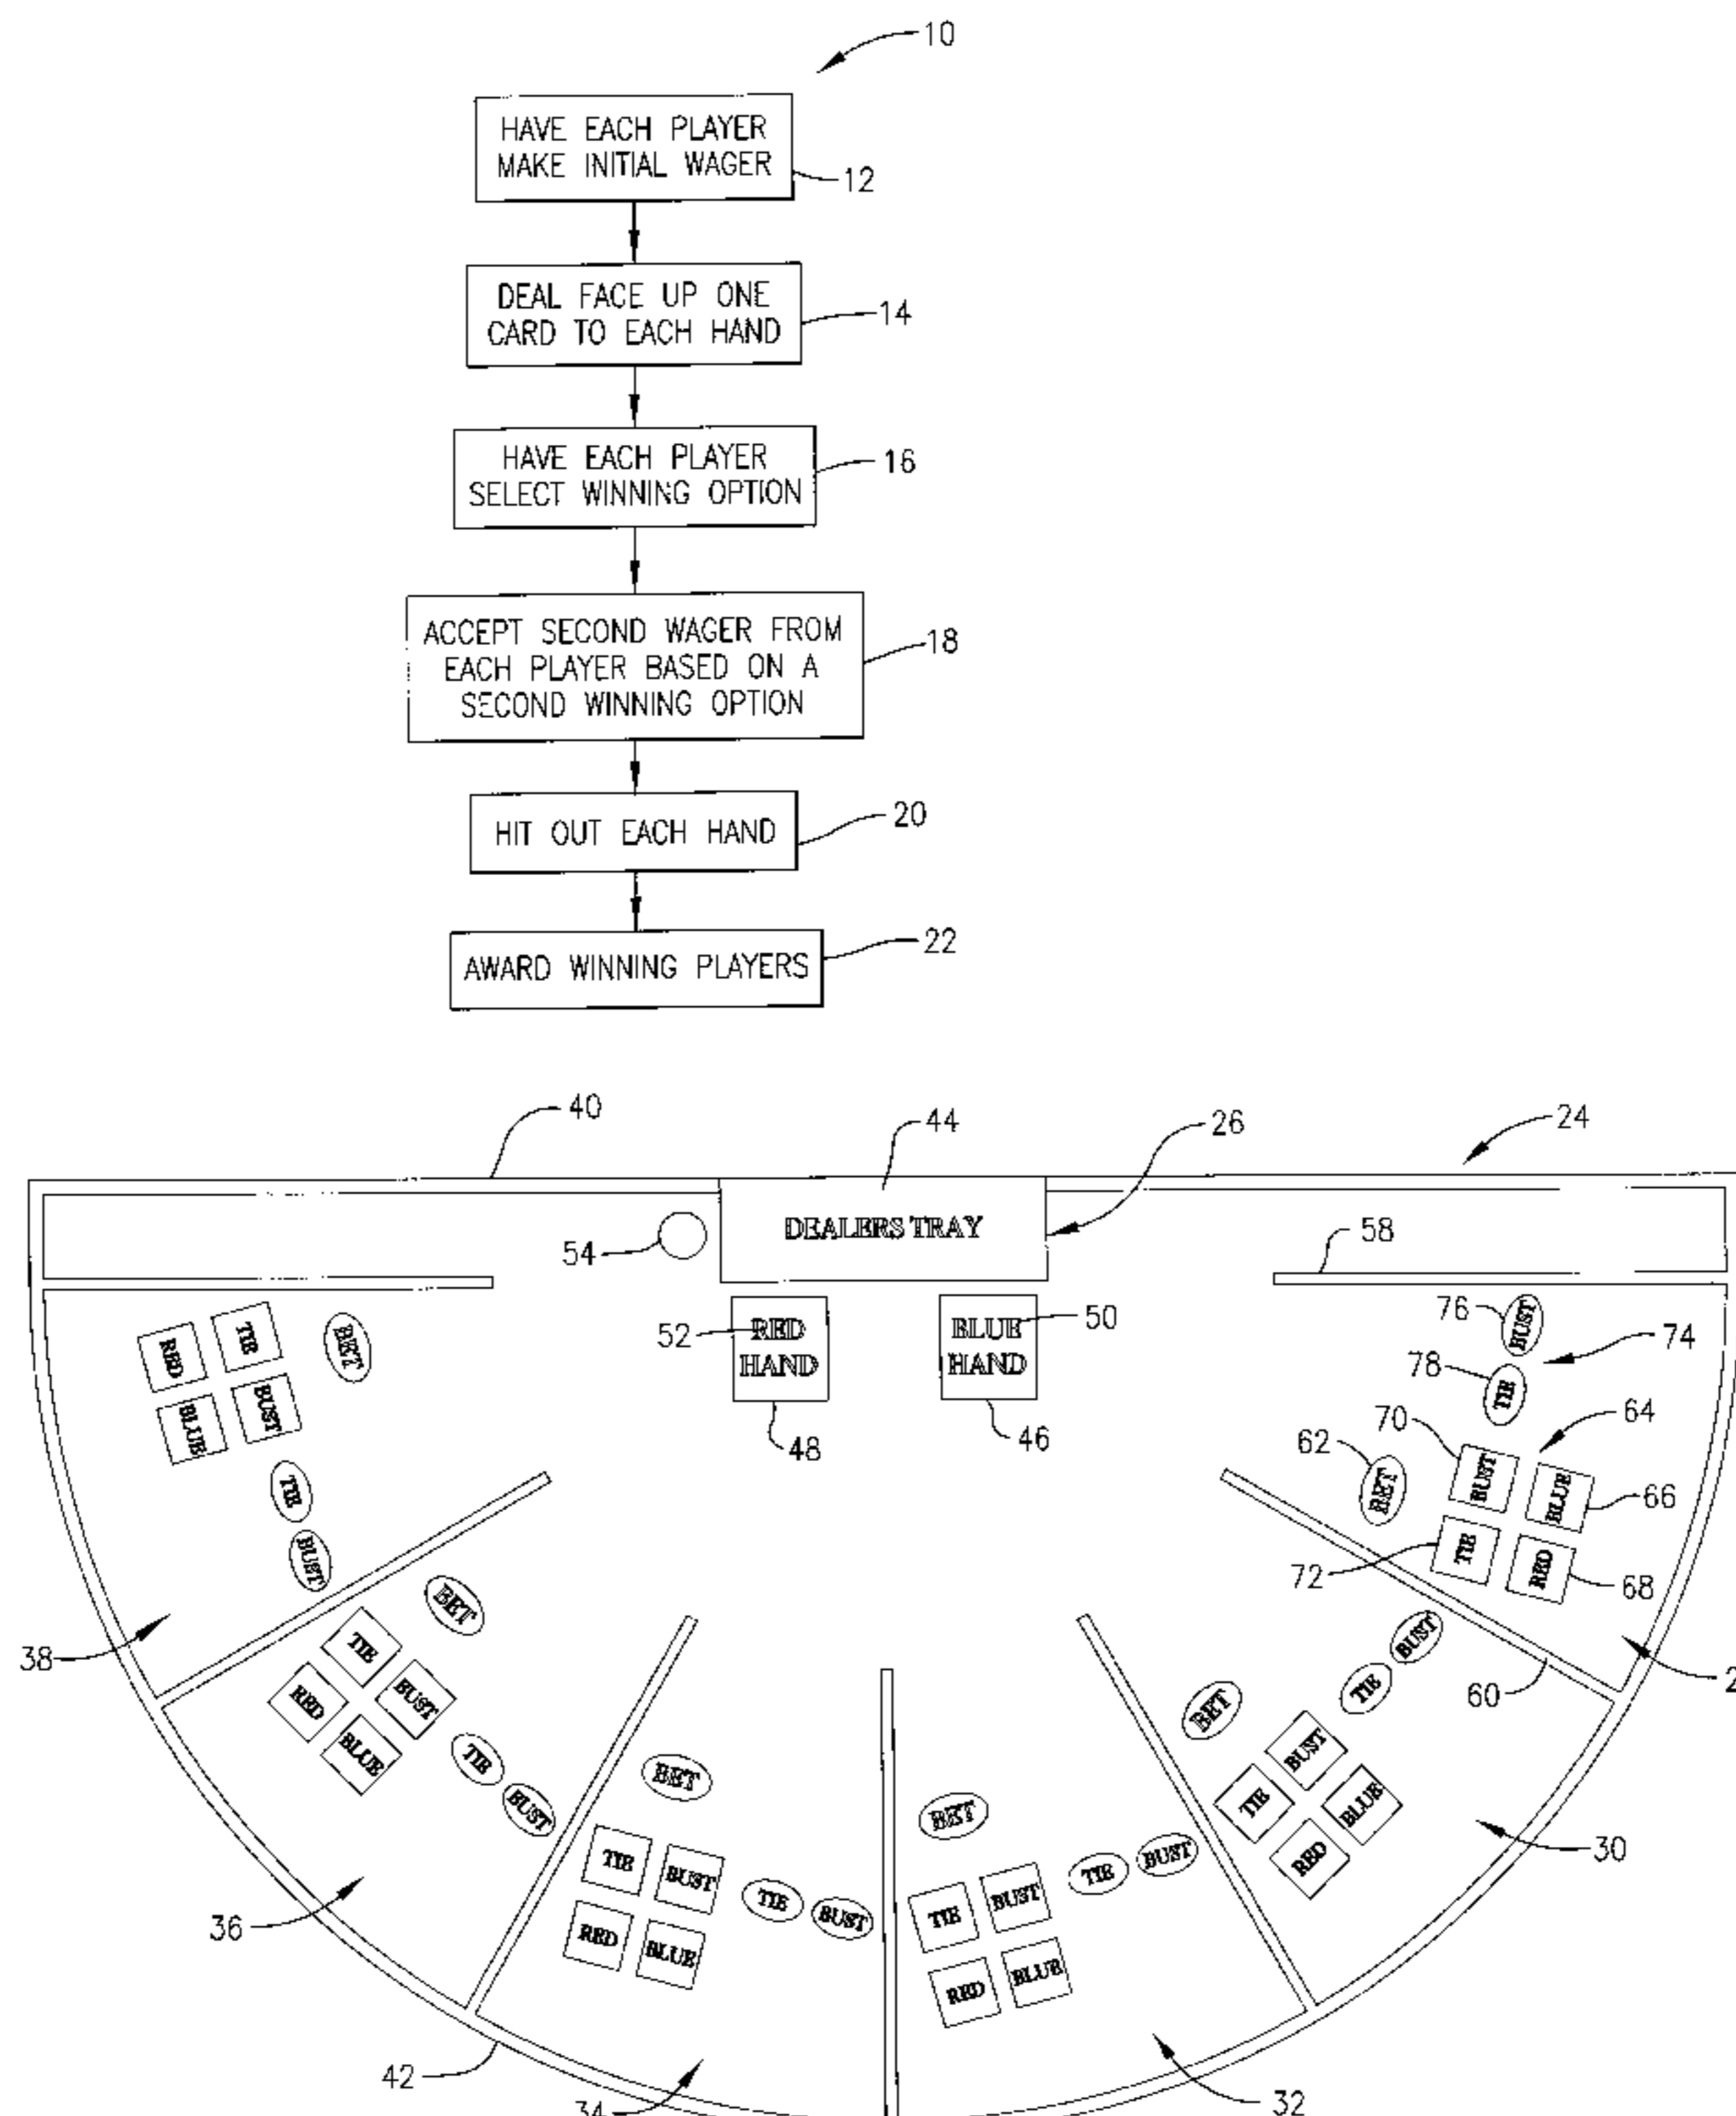 10
HAVE EACH PLAYER
MAKE INITIAL WAGER
12
DEAL FACE UP ONE
CARD TO EACH HAND
14
HAVE EACH PLAYER
SELECT WINNING OPTION
16
ACCEPT SECOND WAGER FROM
EACH PLAYER BASED ON A
SECOND WINNING OPTION
18
HIT OUT EACH HAND
20
AWARD WINNING PLAYERS
22
40
44
26
24
DEALERS TRAY
54
58
52
RED
HAND
48
BLUE
HAND
50
46
76
BUST
74
78
TIE
64
70
BUST
BLUE
66
62
BET
72
TIE
RED
68
60
2
BET
TIE
RED
BUST
BLUE
TIE
BUST
38
BET
TIE
RED
BUST
BLUE
TIE
BUST
36
BET
TIE
BUST
RED
BLUE
TIE
BUST
42
34
BET
TIE
BUST
RED
BLUE
TIE
BUST
32
BET
BUST
TIE
BLUE
RED
TIE
BUST
30